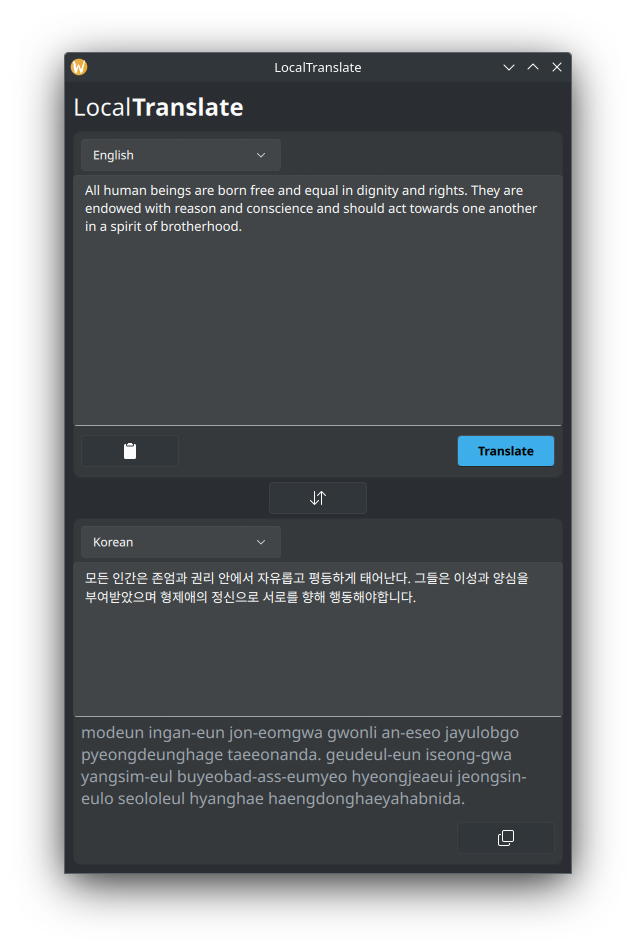 LocalTranslate
LocalTranslate
English
All human beings are born free and equal in dignity and rights. They are
endowed with reason and conscience and should act towards one another
in a spirit of brotherhood.
Translate
Korean
모든 인간은 존엄과 권리 안에서 자유롭고 평등하게 태어난다. 그들은 이성과 양심을
부여받았으며 형제애의 정신으로 서로를 향해 행동해야합니다.
modeun ingan-eun jon-eomgwa gwonli an-eseo jayulobgo
pyeongdeunghage taeeonanda. geudeul-eun iseong-gwa
yangsim-eul buyeobad-ass-eumyeo hyeongjeaeui jeongsin-
eulo seololeul hyanghae haengdonghaeyahabnida.